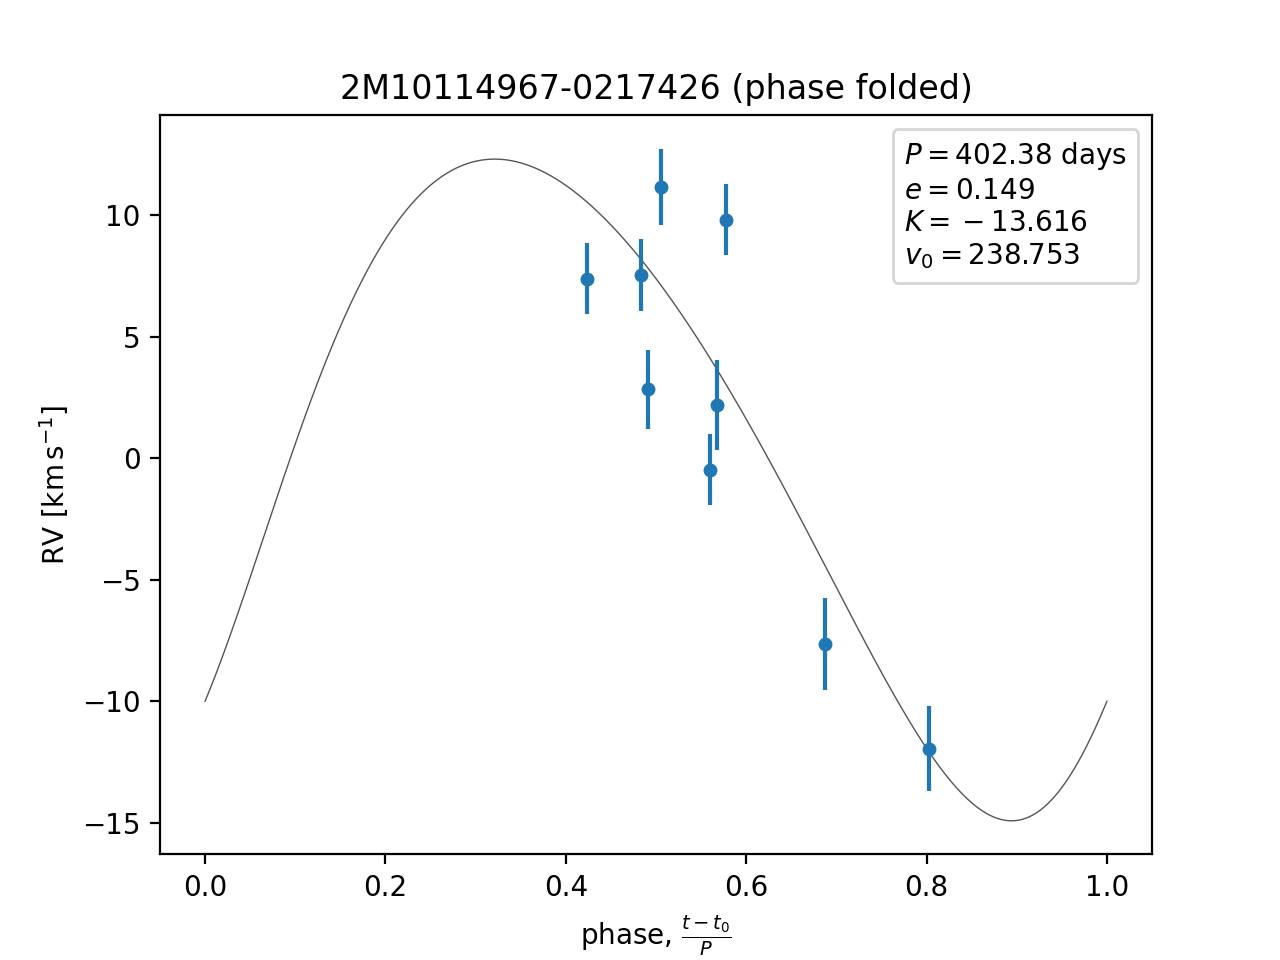 2M10114967-0217426 (phase folded)
P = 402.38 days
e = 0.149
K = −13.616
v₀ = 238.753
RV [km s⁻¹]
10
5
0
−5
−10
−15
0.0 0.2 0.4 0.6 0.8 1.0
phase, (t − t₀)/P